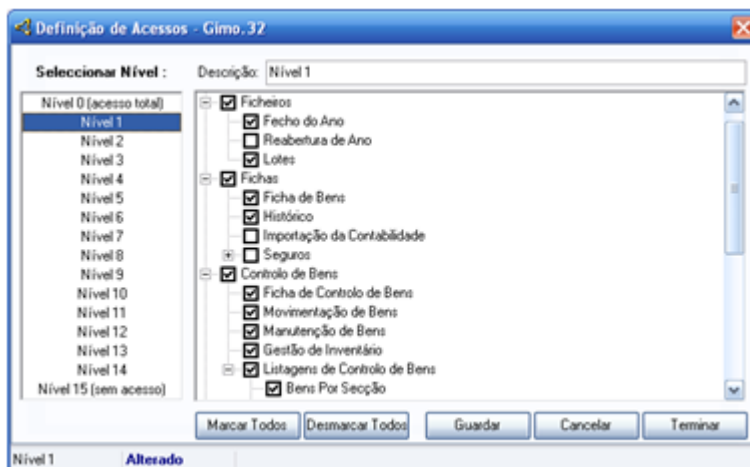 Definição de Acessos - Gimo.32
Seleccionar Nível :
Descrição: Nível 1
Nível 0 (acesso total)
Nível 1
Nível 2
Nível 3
Nível 4
Nível 5
Nível 6
Nível 7
Nível 8
Nível 9
Nível 10
Nível 11
Nível 12
Nível 13
Nível 14
Nível 15 (sem acesso)
Ficheiros
Fecho do Ano
Reabertura de Ano
Lotes
Fichas
Ficha de Bens
Histórico
Importação da Contabilidade
Seguros
Controlo de Bens
Ficha de Controlo de Bens
Movimentação de Bens
Manutenção de Bens
Gestão de Inventário
Listagens de Controlo de Bens
Bens Por Secção
Marcar Todos Desmarcar Todos Guardar Cancelar Terminar
Nível 1 Alterado